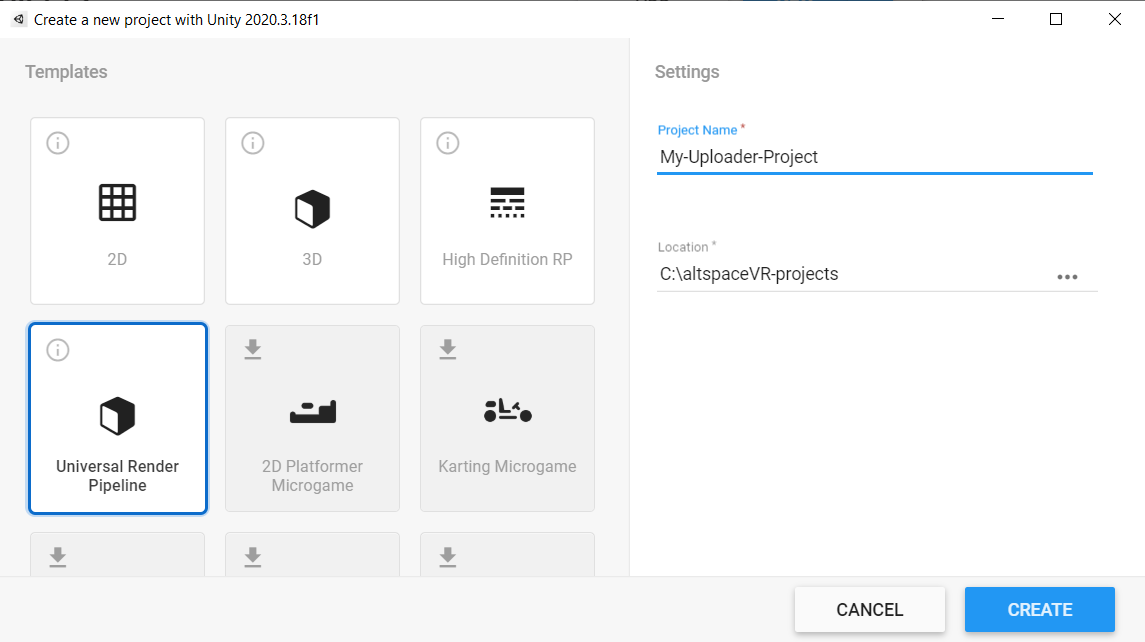 Create a new project with Unity 2020.3.18f1
Templates
Settings
2D
3D
High Definition RP
Universal Render
Pipeline
2D Platformer
Microgame
Karting Microgame
Project Name *
My-Uploader-Project
Location *
C:\altspaceVR-projects
CANCEL
CREATE